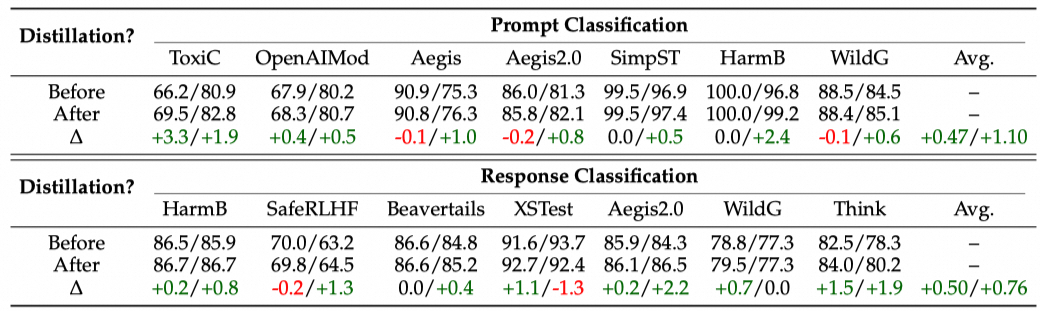 Distillation? Prompt Classification
ToxiC OpenAIMod Aegis Aegis2.0 SimpST HarmB WildG Avg.
Before 66.2/80.9 67.9/80.2 90.9/75.3 86.0/81.3 99.5/96.9 100.0/96.8 88.5/84.5 –
After 69.5/82.8 68.3/80.7 90.8/76.3 85.8/82.1 99.5/97.4 100.0/99.2 88.4/85.1 –
Δ +3.3/+1.9 +0.4/+0.5 -0.1/+1.0 -0.2/+0.8 0.0/+0.5 0.0/+2.4 -0.1/+0.6 +0.47/+1.10
Distillation? Response Classification
HarmB SafeRLHF Beavertails XSTest Aegis2.0 WildG Think Avg.
Before 86.5/85.9 70.0/63.2 86.6/84.8 91.6/93.7 85.9/84.3 78.8/77.3 82.5/78.3 –
After 86.7/86.7 69.8/64.5 86.6/85.2 92.7/92.4 86.1/86.5 79.5/77.3 84.0/80.2 –
Δ +0.2/+0.8 -0.2/+1.3 0.0/+0.4 +1.1/-1.3 +0.2/+2.2 +0.7/0.0 +1.5/+1.9 +0.50/+0.76